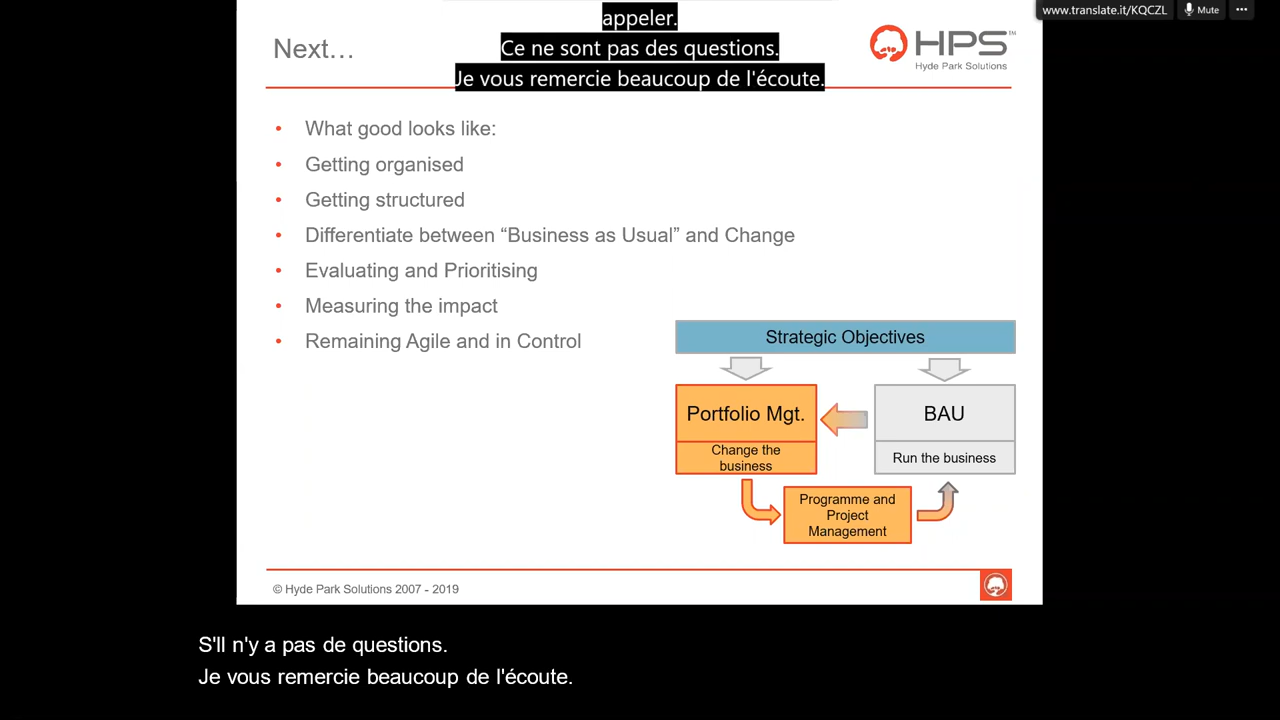 appeler.
Ce ne sont pas des questions.
Je vous remercie beaucoup de l'écoute.
www.translate.it/KQCZL
Mute
Next…
HPS™
Hyde Park Solutions
• What good looks like:
• Getting organised
• Getting structured
• Differentiate between “Business as Usual” and Change
• Evaluating and Prioritising
• Measuring the impact
• Remaining Agile and in Control
Strategic Objectives
Portfolio Mgt.
Change the
business
BAU
Run the business
Programme and
Project
Management
© Hyde Park Solutions 2007 - 2019
S'll n'y a pas de questions.
Je vous remercie beaucoup de l'écoute.